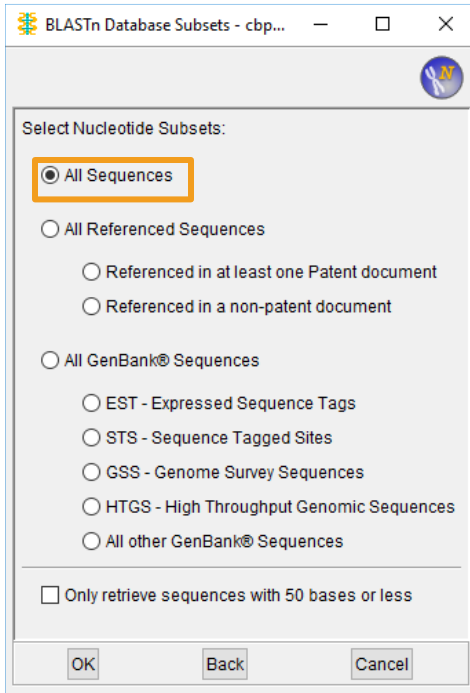 BLASTn Database Subsets - cbp...
N
Select Nucleotide Subsets:
All Sequences
All Referenced Sequences
Referenced in at least one Patent document
Referenced in a non-patent document
All GenBank® Sequences
EST - Expressed Sequence Tags
STS - Sequence Tagged Sites
GSS - Genome Survey Sequences
HTGS - High Throughput Genomic Sequences
All other GenBank® Sequences
Only retrieve sequences with 50 bases or less
OK Back Cancel